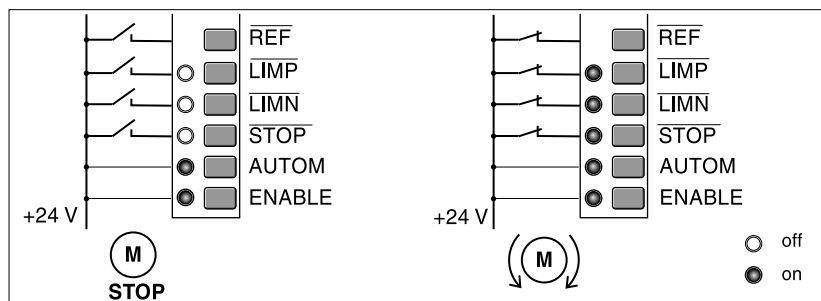 REF
LIMP
LIMN
STOP
AUTOM
ENABLE
+24 V
M
STOP
REF
LIMP
LIMN
STOP
AUTOM
ENABLE
+24 V
M
off
on